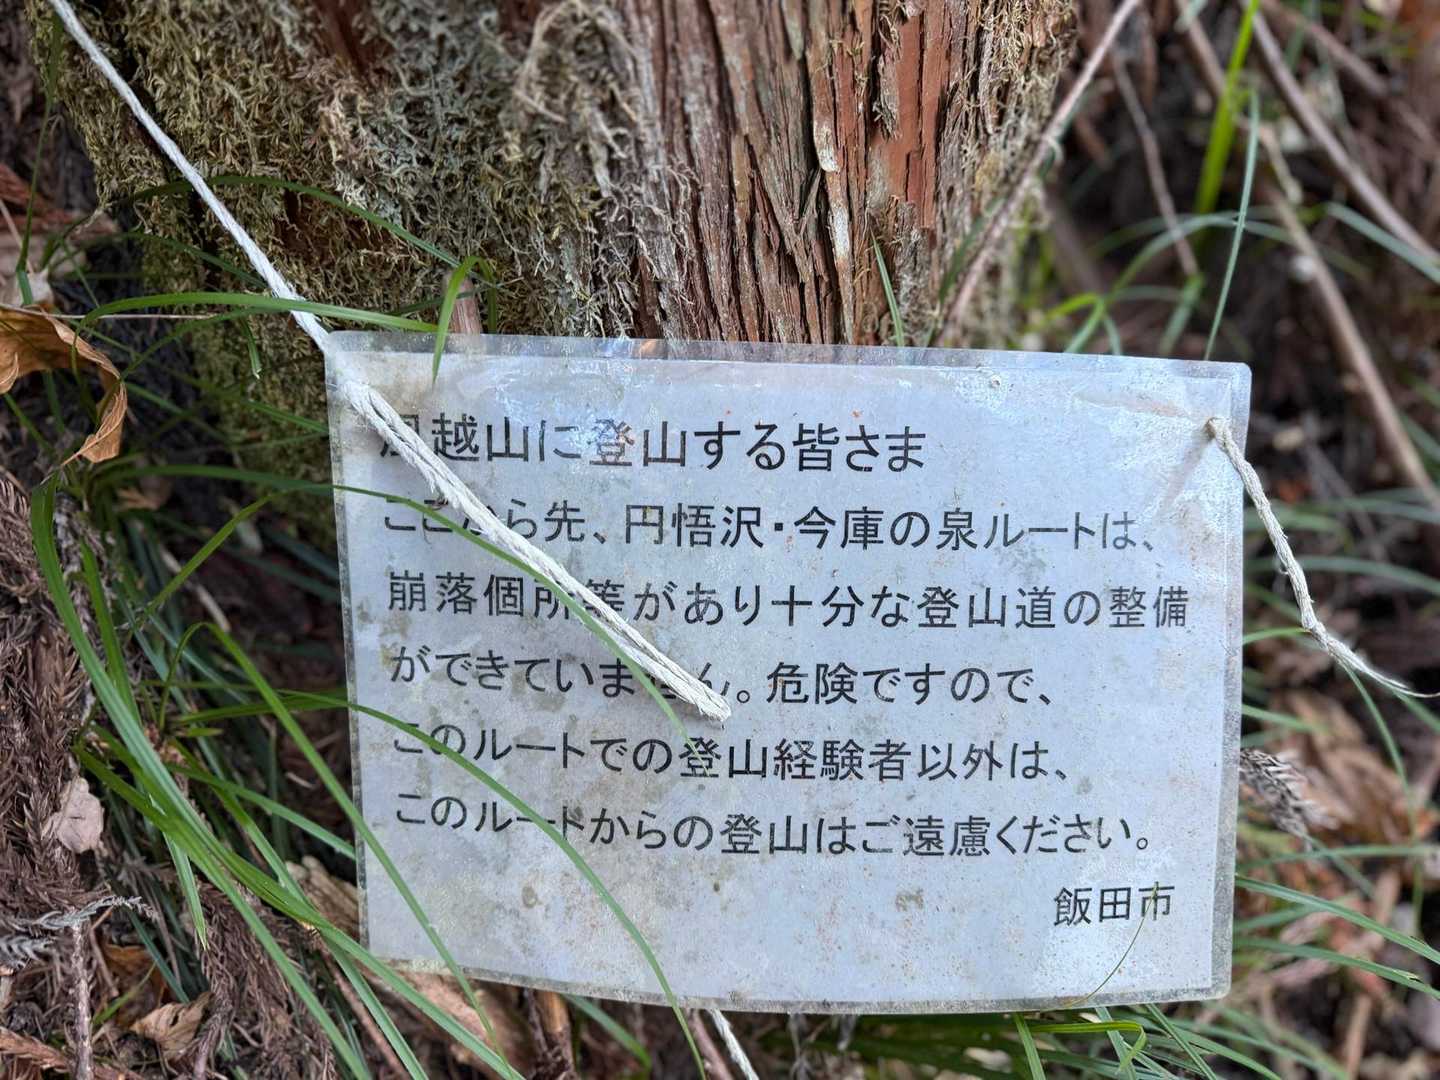 風越山に登山する皆さま
ここから先、円悟沢・今庫の泉ルートは、
崩落個所等があり十分な登山道の整備
ができていません。危険ですので、
このルートでの登山経験者以外は、
このルートからの登山はご遠慮ください。
飯田市